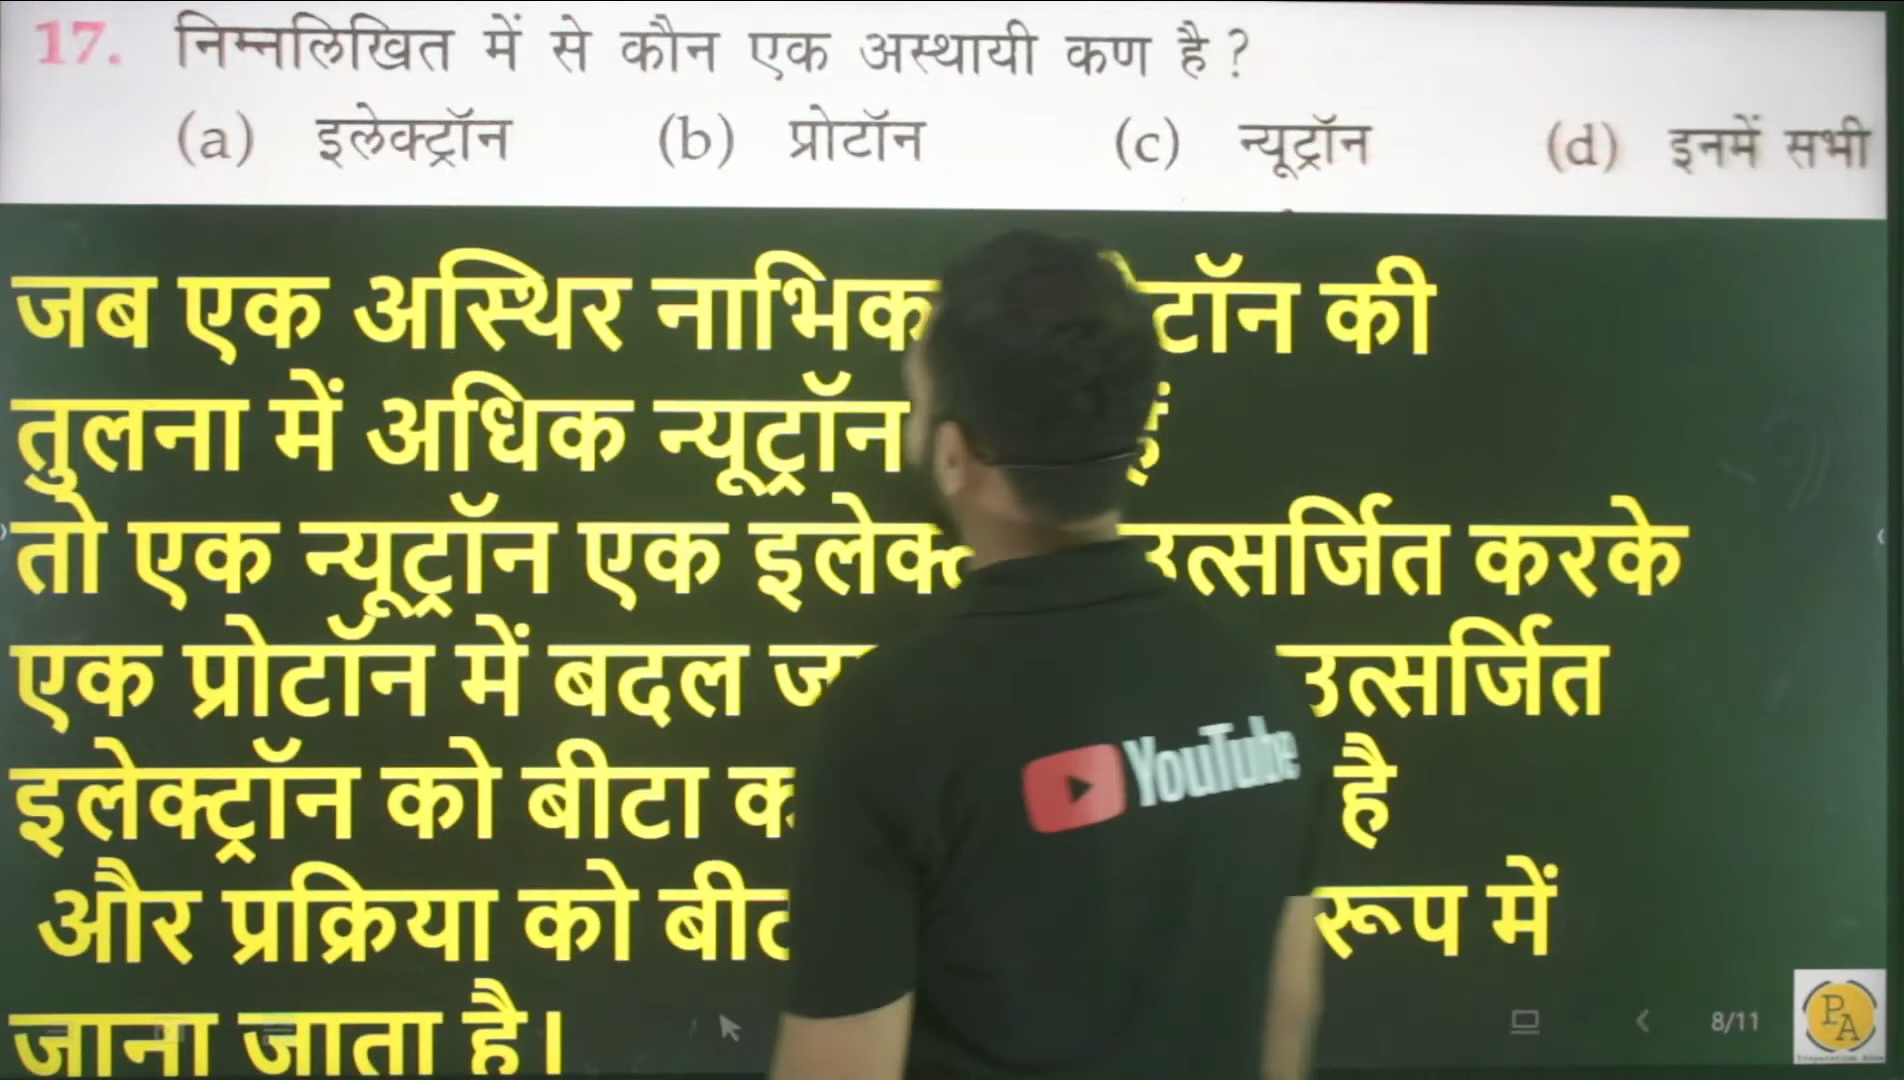 17. निम्नलिखित में से कौन एक अस्थायी कण है ?
(a) इलेक्ट्रॉन (b) प्रोटॉन (c) न्यूट्रॉन (d) इनमें सभी
जब एक अस्थिर नाभिक की
तुलना में अधिक न्यूट्रॉन
तो एक न्यूट्रॉन एक उत्सर्जित करके
एक प्रोटॉन में बदल उत्सर्जित
इलेक्ट्रॉन को बीटा है
और प्रक्रिया को रूप में
जाना जाता है।
YouTube
8/11
PA